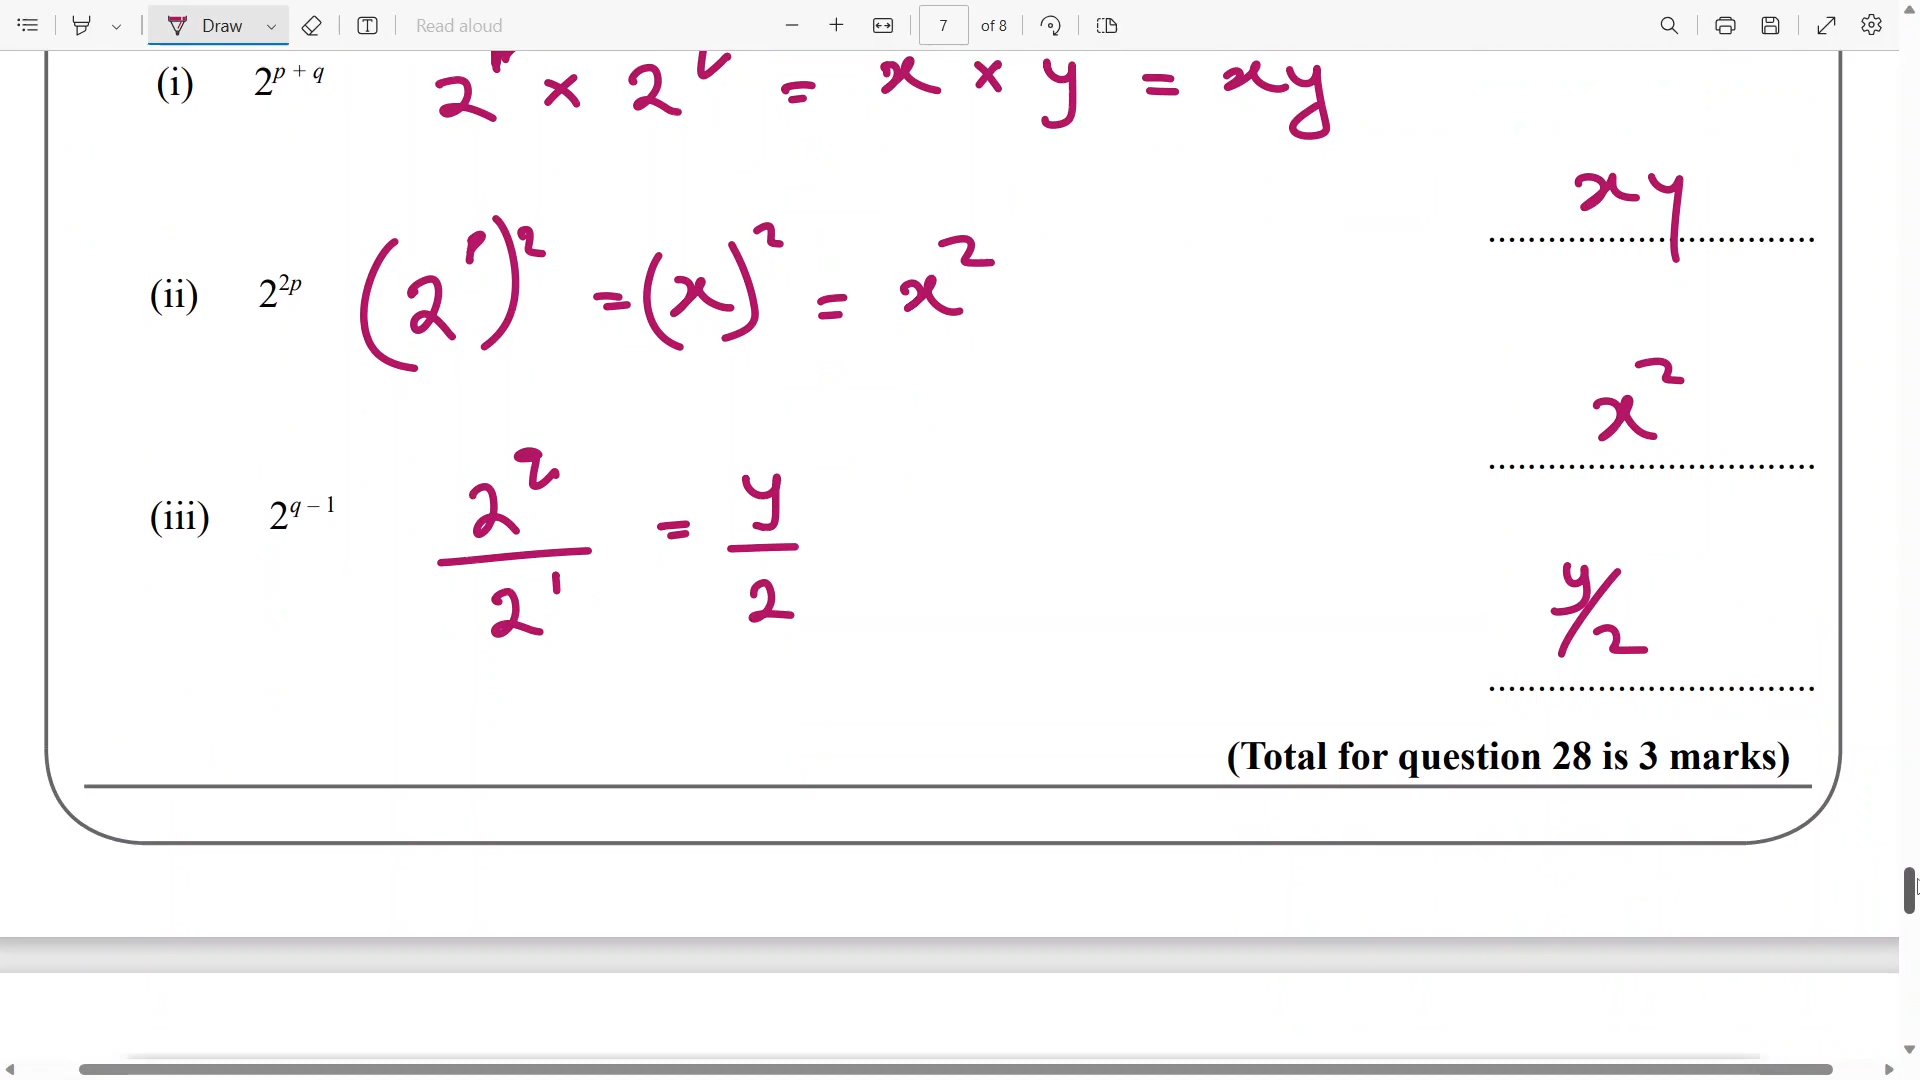 Draw Read aloud 7 of 8
(i) 2^{p + q} 2^p × 2^q = x × y = xy
xy
(ii) 2^{2p} (2^p)^2 = (x)^2 = x^2
x^2
(iii) 2^{q − 1} 2^q / 2^1 = y / 2
y/2
(Total for question 28 is 3 marks)